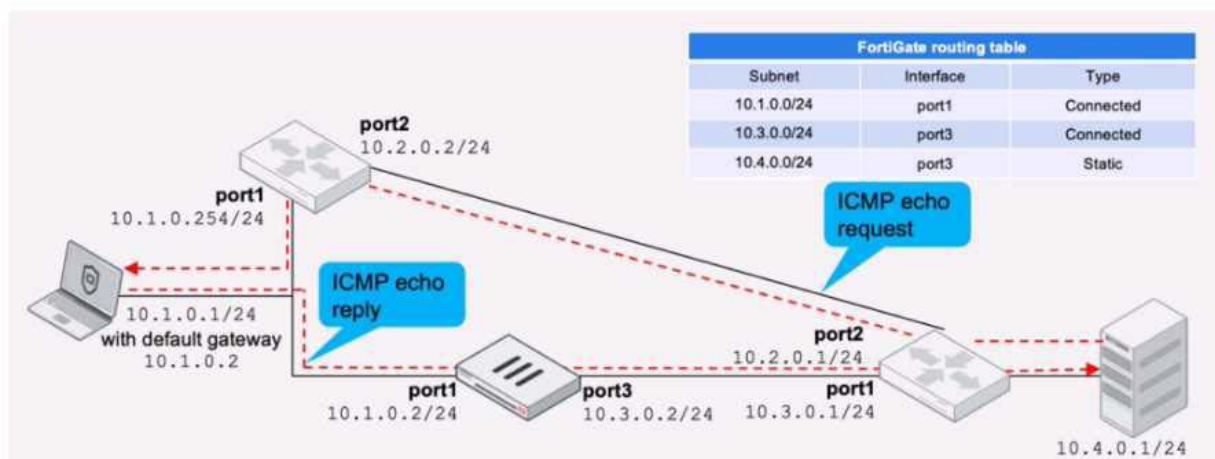 FortiGate routing table
Subnet Interface Type
10.1.0.0/24 port1 Connected
10.3.0.0/24 port3 Connected
10.4.0.0/24 port3 Static
port2
10.2.0.2/24
port1
10.1.0.254/24
ICMP echo
request
ICMP echo
reply
10.1.0.1/24
with default gateway
10.1.0.2
port1
10.1.0.2/24
port3
10.3.0.2/24
port2
10.2.0.1/24
port1
10.3.0.1/24
10.4.0.1/24